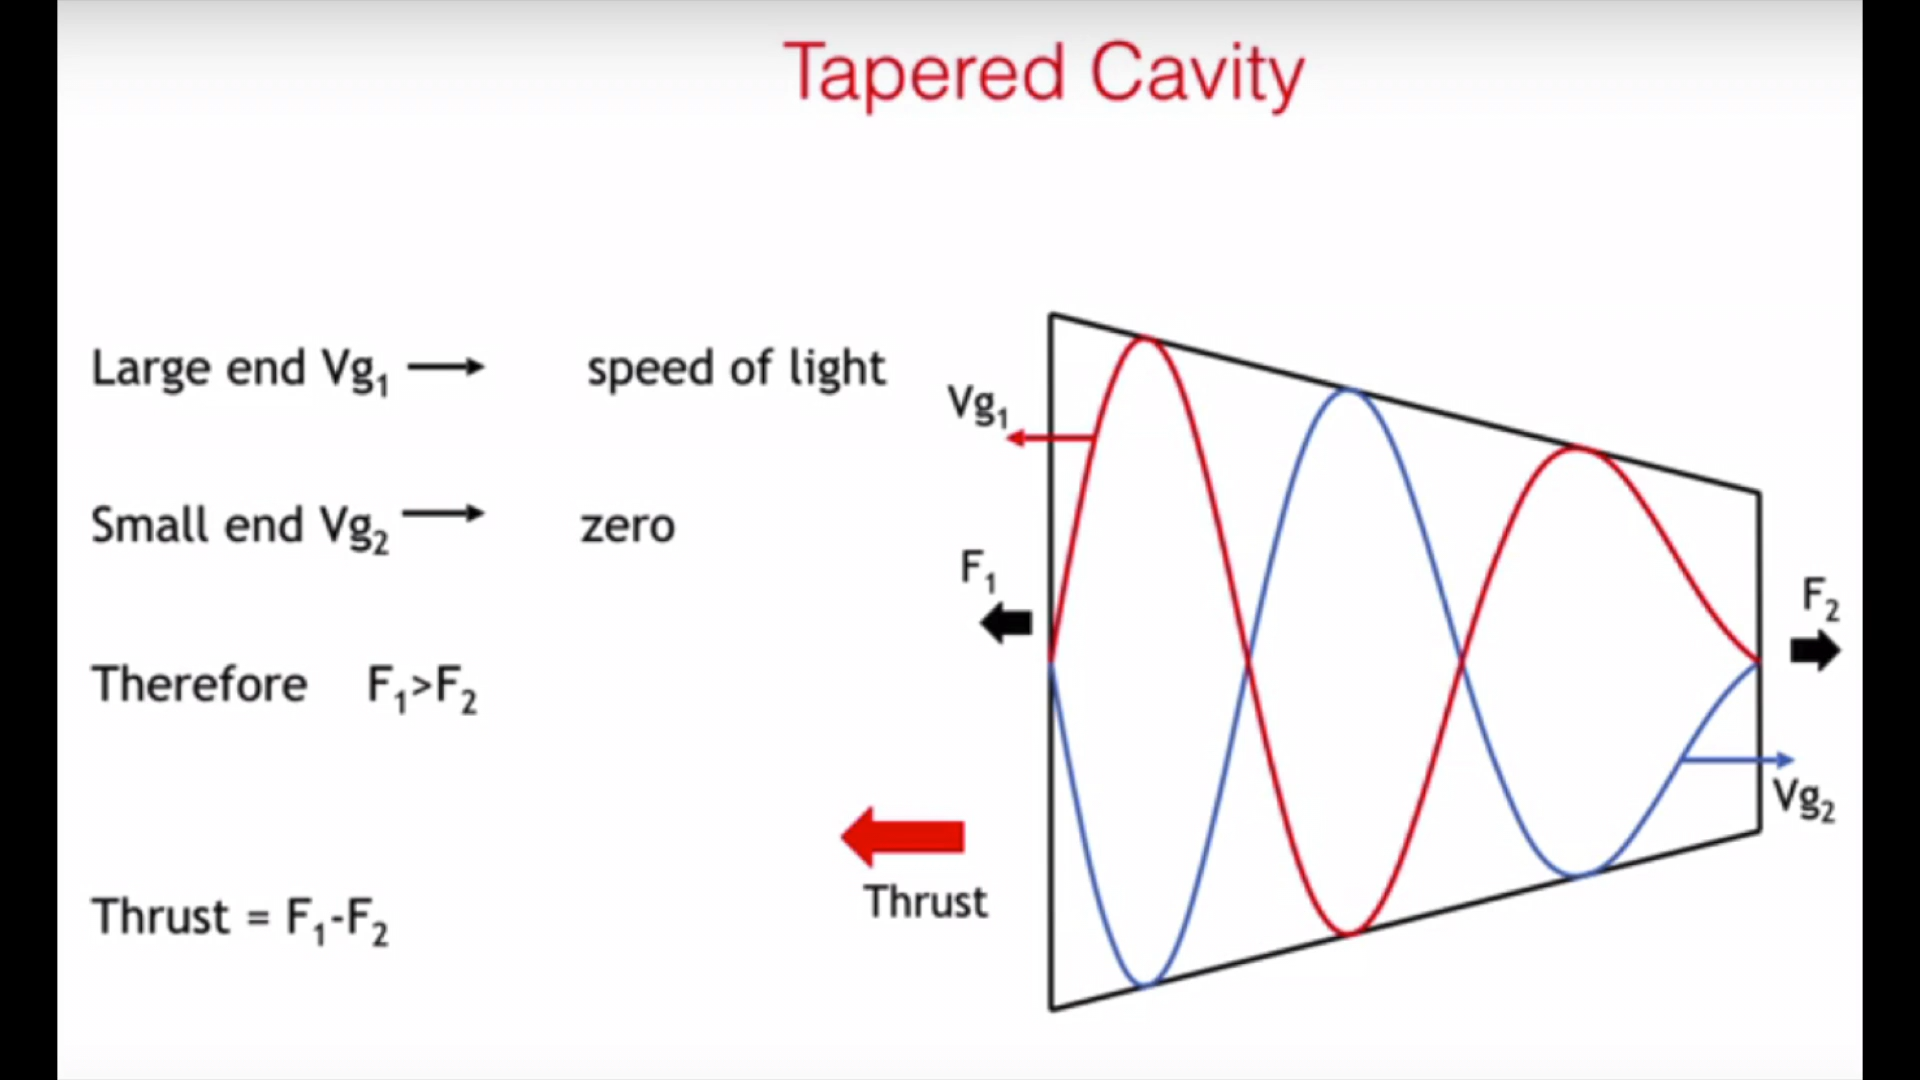 Tapered Cavity
Large end Vg₁ → speed of light
Vg₁
Small end Vg₂ → zero
F₁
F₂
Therefore F₁>F₂
Vg₂
Thrust
Thrust = F₁-F₂